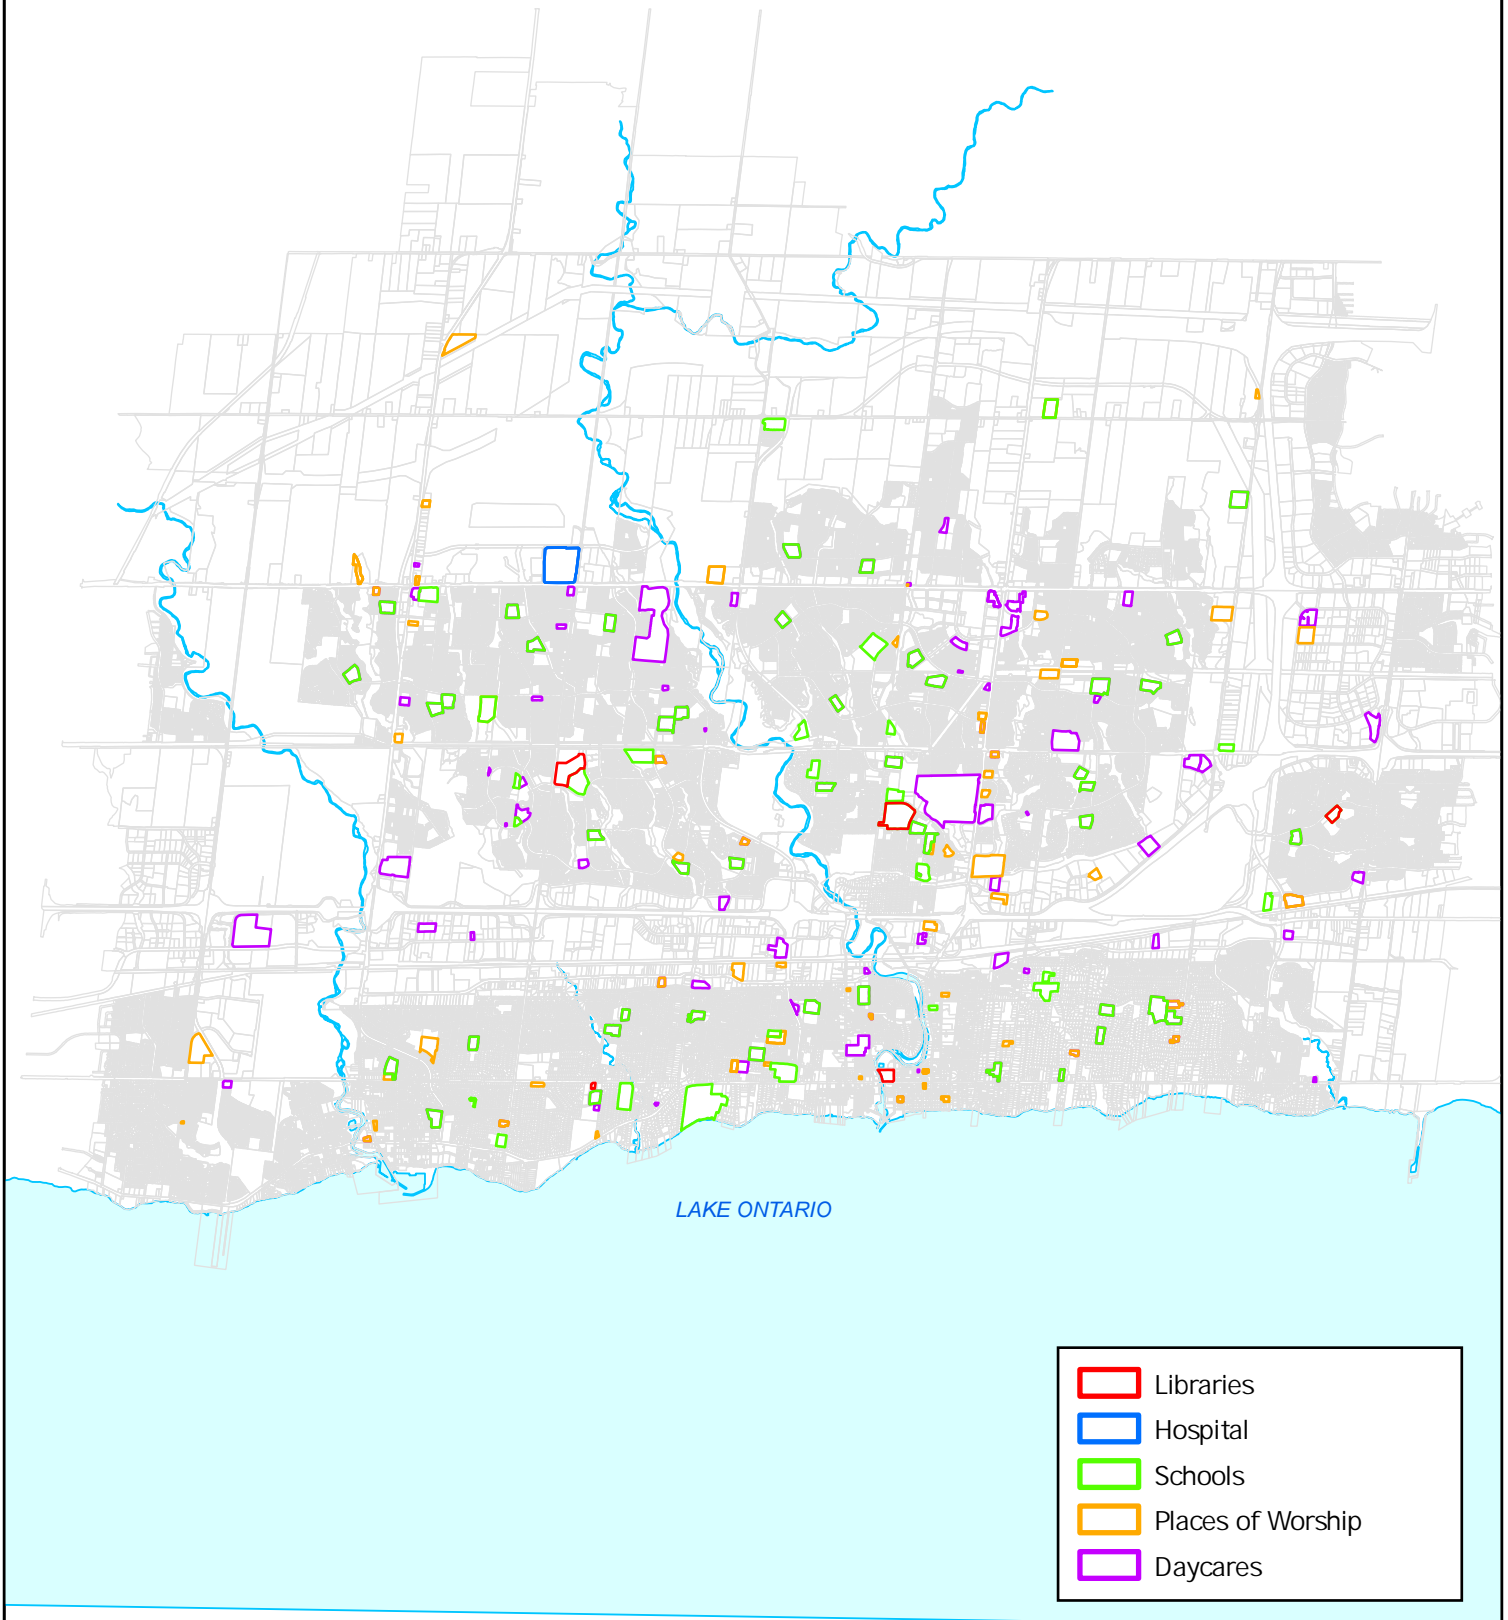 LAKE ONTARIO
Libraries
Hospital
Schools
Places of Worship
Daycares